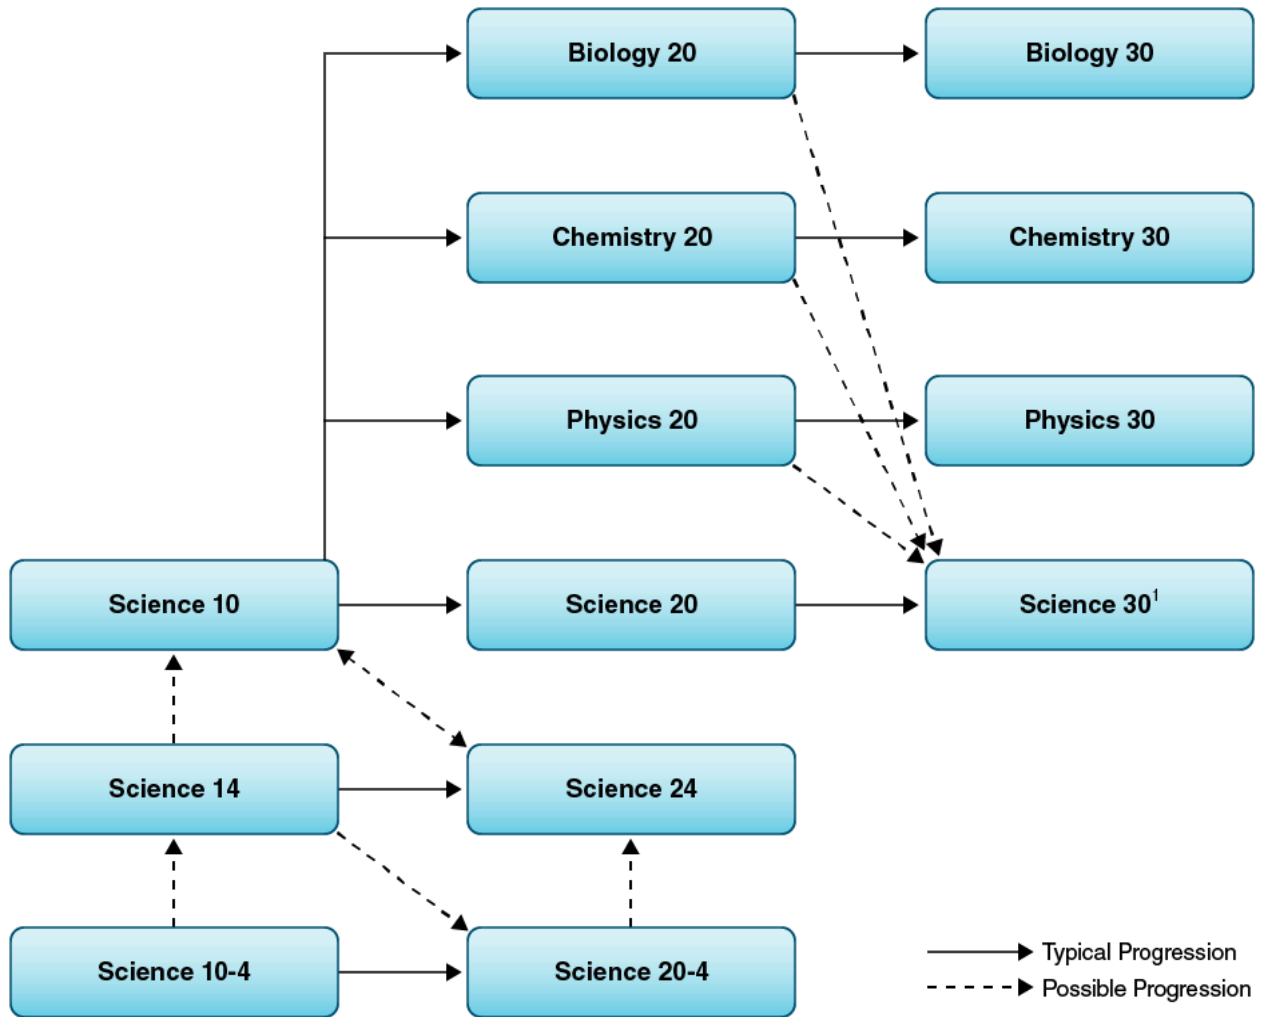 Biology 20
Biology 30
Chemistry 20
Chemistry 30
Physics 20
Physics 30
Science 10
Science 20
Science 30¹
Science 14
Science 24
Science 10-4
Science 20-4
Typical Progression
Possible Progression